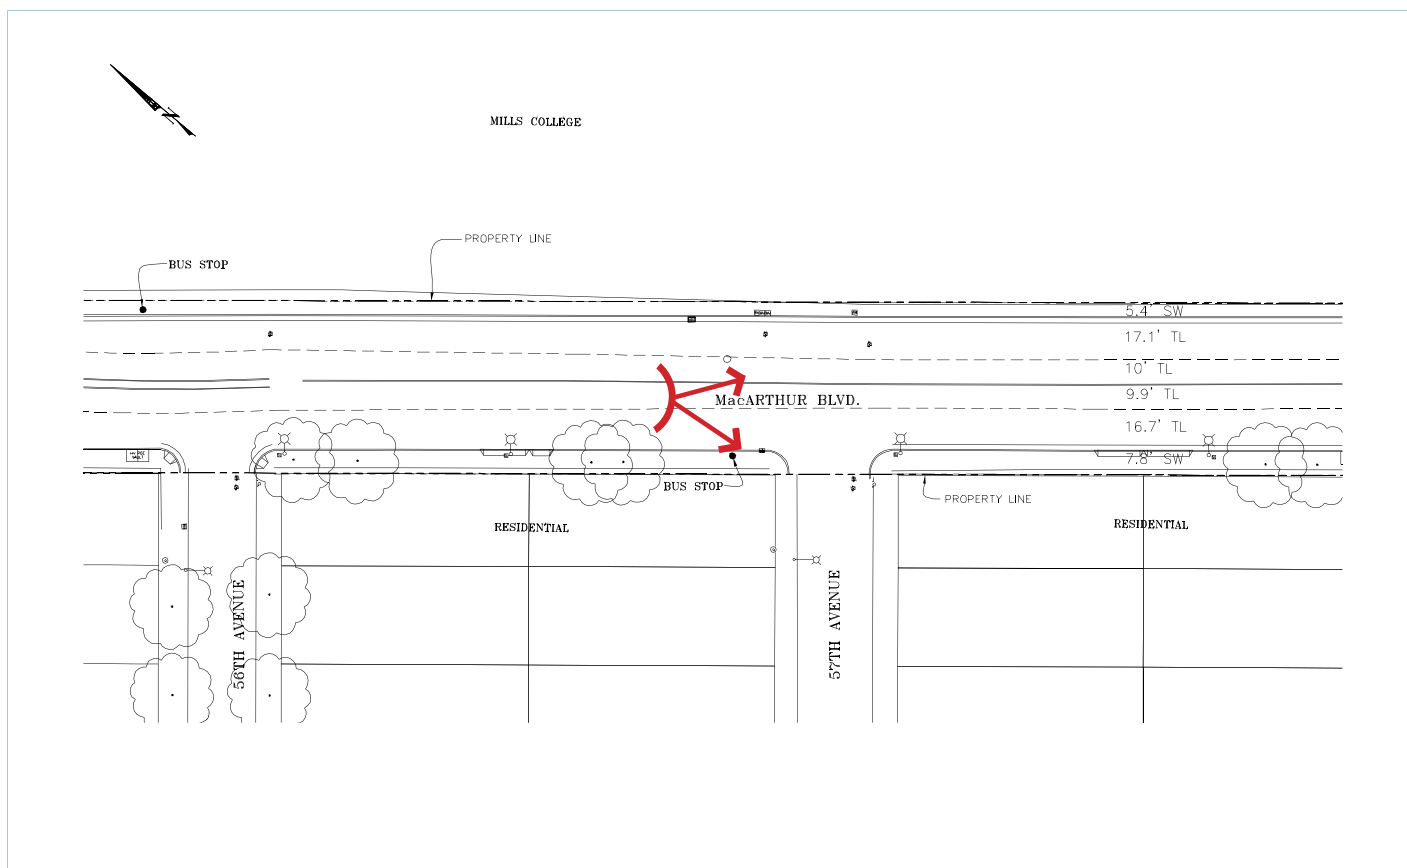 N
MILLS COLLEGE
PROPERTY LINE
BUS STOP
5.4' SW
17.1' TL
10' TL
9.9' TL
MacARTHUR BLVD.
16.7' TL
7.8' SW
BUS STOP
PROPERTY LINE
RESIDENTIAL
RESIDENTIAL
56TH AVENUE
57TH AVENUE